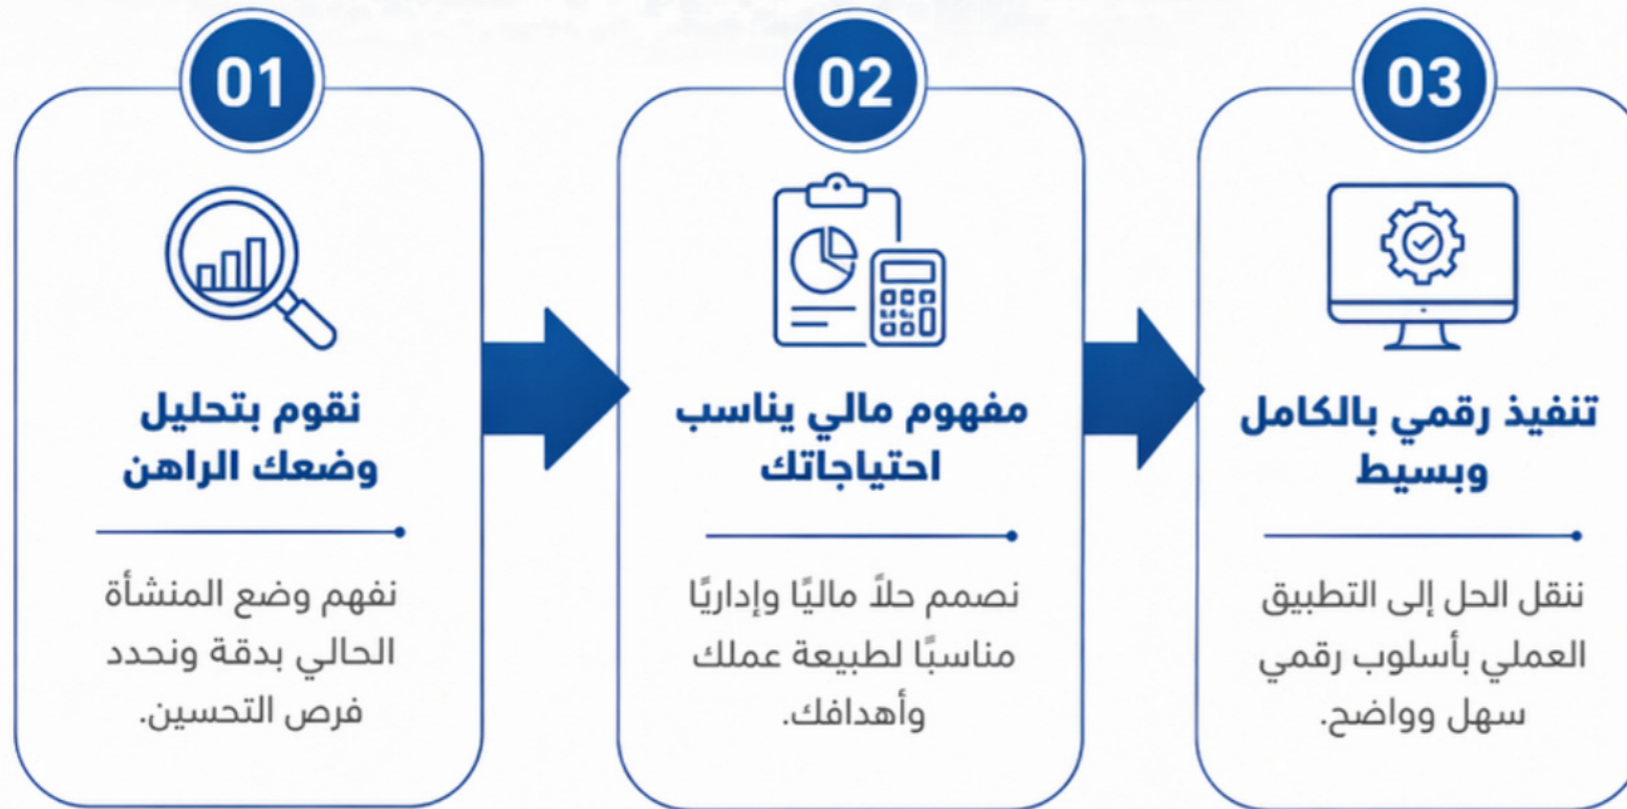 01
نقوم بتحليل
وضعك الراهن
نفهم وضع المنشأة
الحالي بدقة ونحدد
فرص التحسين.
02
مفهوم مالي يناسب
احتياجاتك
نصمم حلاً ماليًا وإداريًا
مناسبًا لطبيعة عملك
وأهدافك.
03
تنفيذ رقمي بالكامل
وبسيط
ننقل الحل إلى التطبيق
العملي بأسلوب رقمي
سهل وواضح.